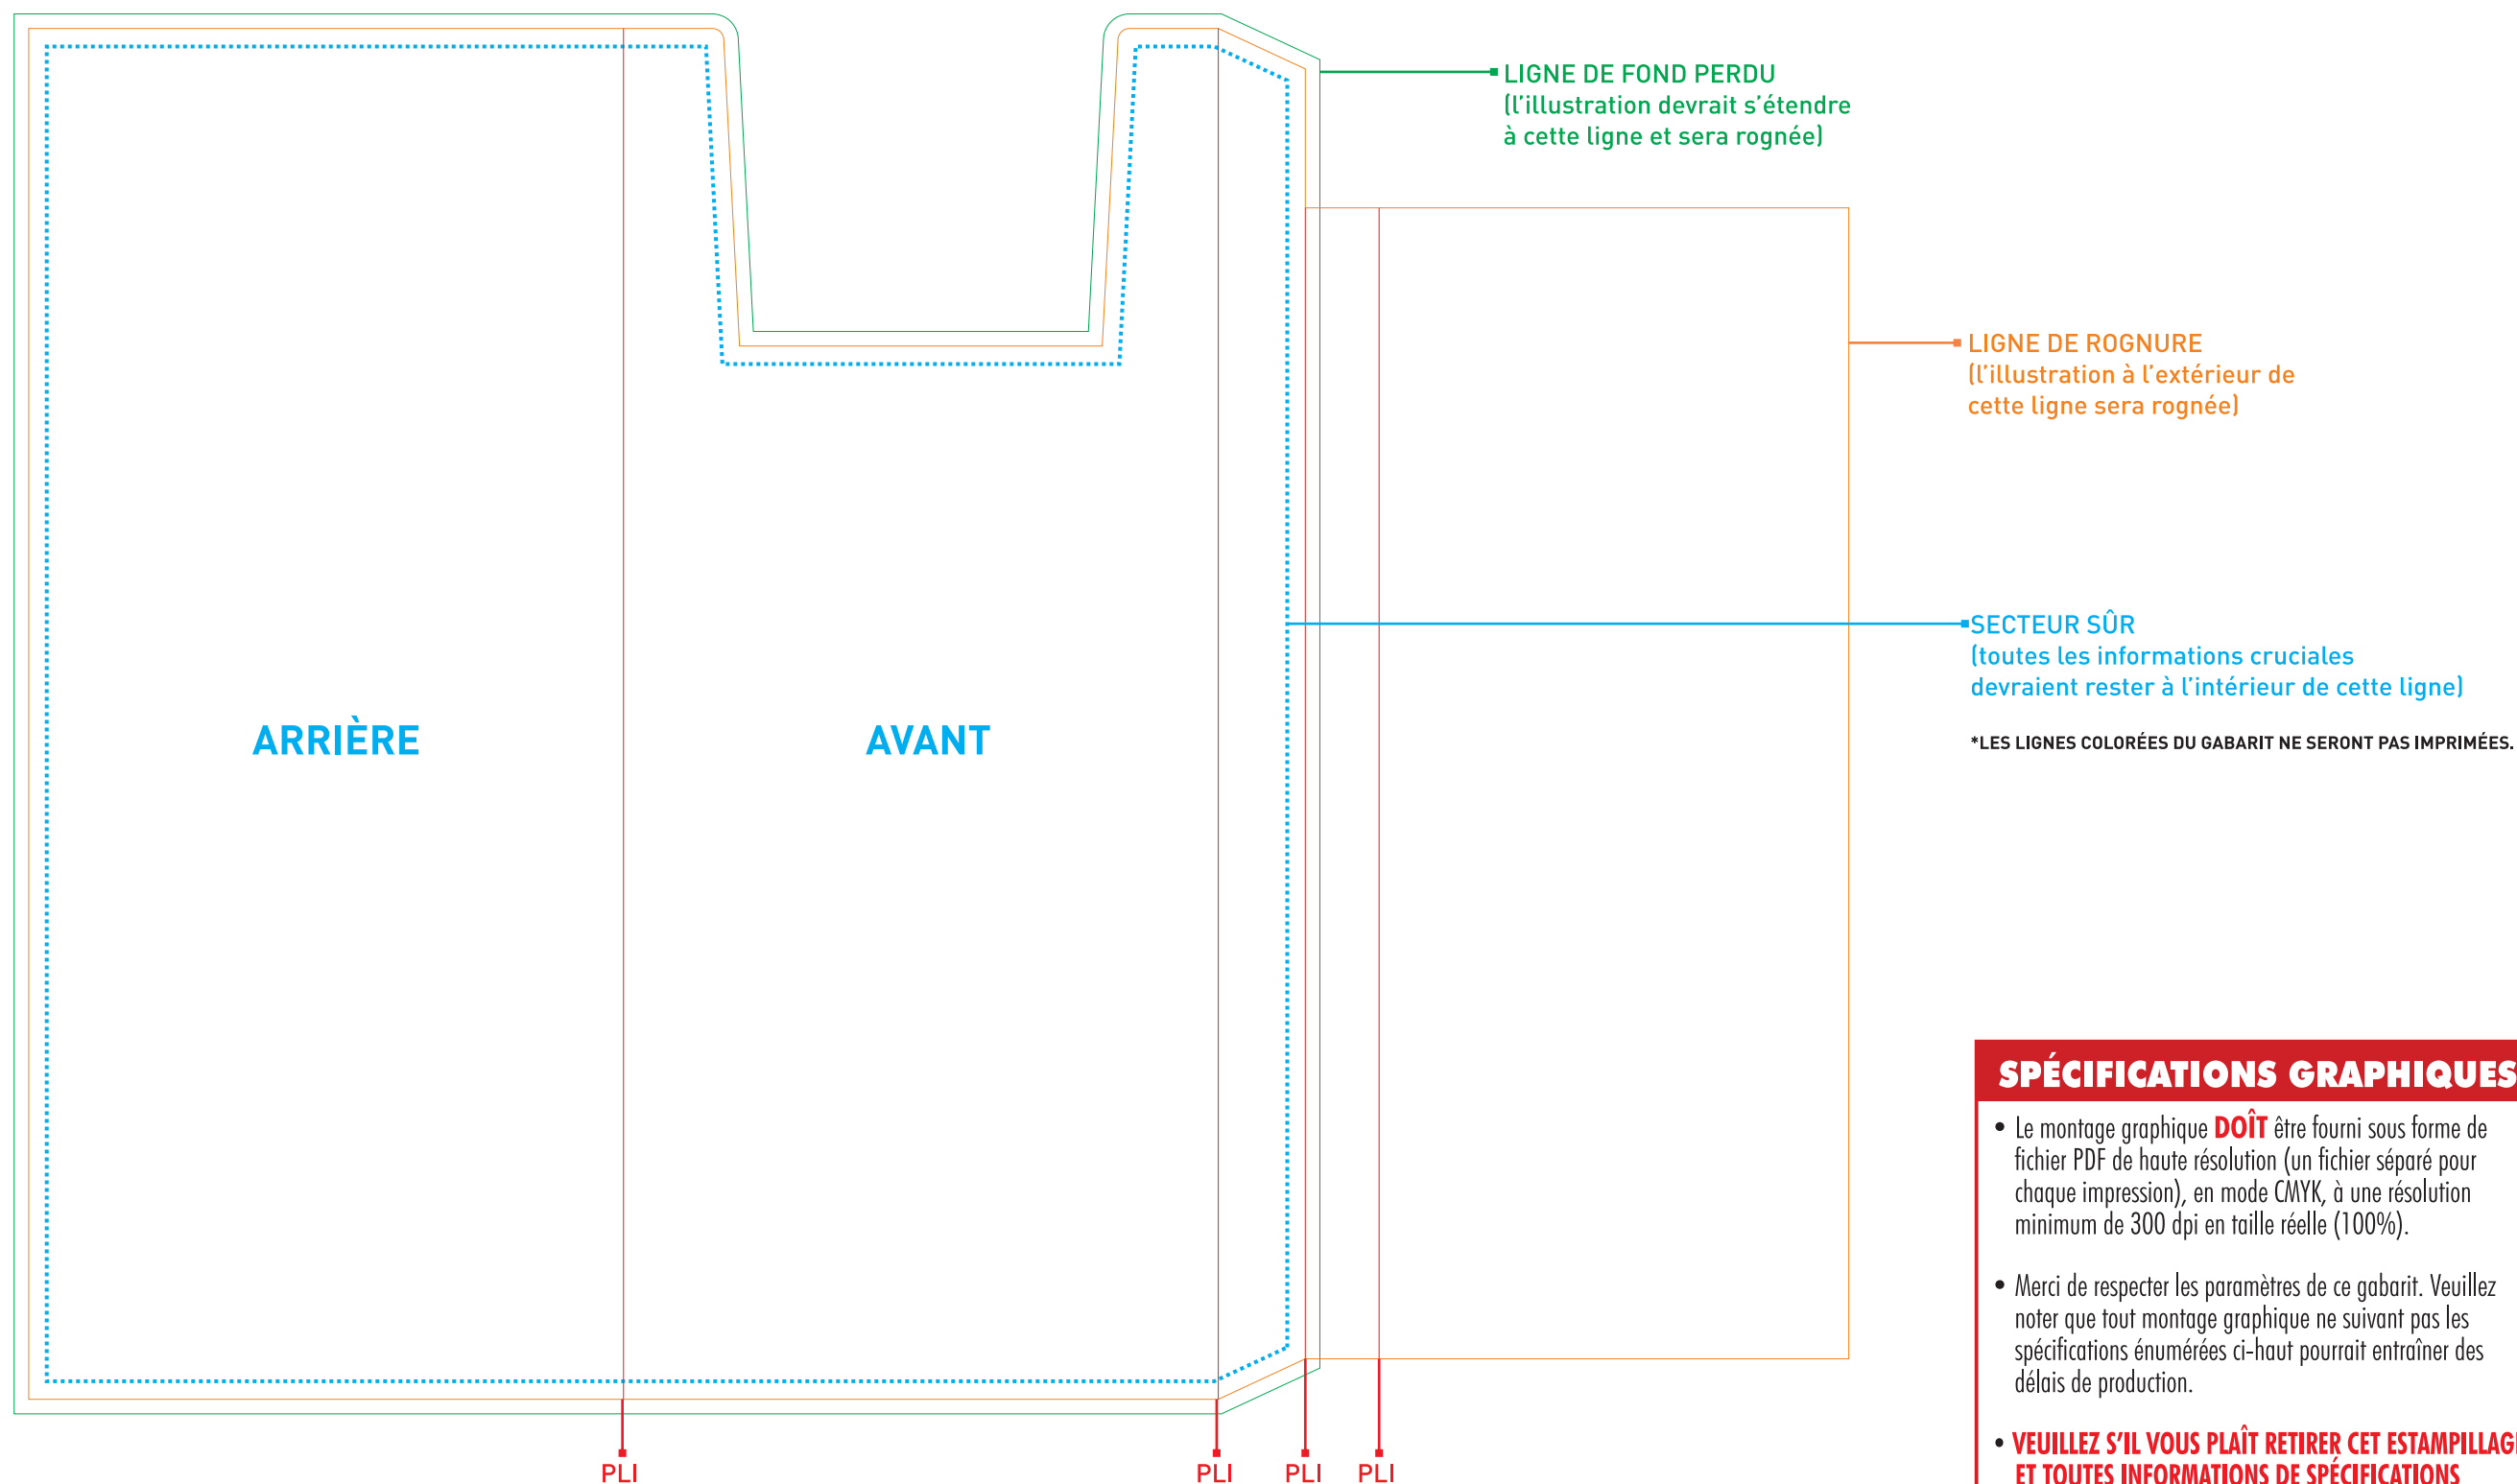 LIGNE DE FOND PERDU
(l’illustration devrait s’étendre
à cette ligne et sera rognée)
LIGNE DE ROGNURE
(l’illustration à l’extérieur de
cette ligne sera rognée)
SECTEUR SÛR
(toutes les informations cruciales
devraient rester à l’intérieur de cette ligne)
*LES LIGNES COLORÉES DU GABARIT NE SERONT PAS IMPRIMÉES.
ARRIÈRE
AVANT
SPÉCIFICATIONS GRAPHIQUES
• Le montage graphique DOÎT être fourni sous forme de
fichier PDF de haute résolution (un fichier séparé pour
chaque impression), en mode CMYK, à une résolution
minimum de 300 dpi en taille réelle (100%).
• Merci de respecter les paramètres de ce gabarit. Veuillez
noter que tout montage graphique ne suivant pas les
spécifications énumérées ci-haut pourrait entraîner des
délais de production.
• VEUILLEZ S’IL VOUS PLAÎT RETIRER CET ESTAMPILLAGE
ET TOUTES INFORMATIONS DE SPÉCIFICATIONS
PLI
PLI
PLI
PLI